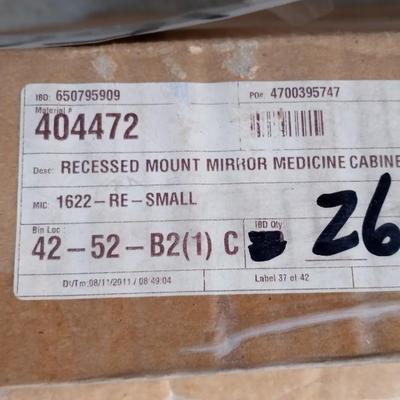 IBD: 650795909 PO#: 4700395747
Material #
404472
Desc: RECESSED MOUNT MIRROR MEDICINE CABINE
MIC: 1622-RE-SMALL
Bin Loc IBD Qty
42-52-B2(1) C 26
Dt/Tm:08/11/2011 / 08:49:04 Label 37 of 42